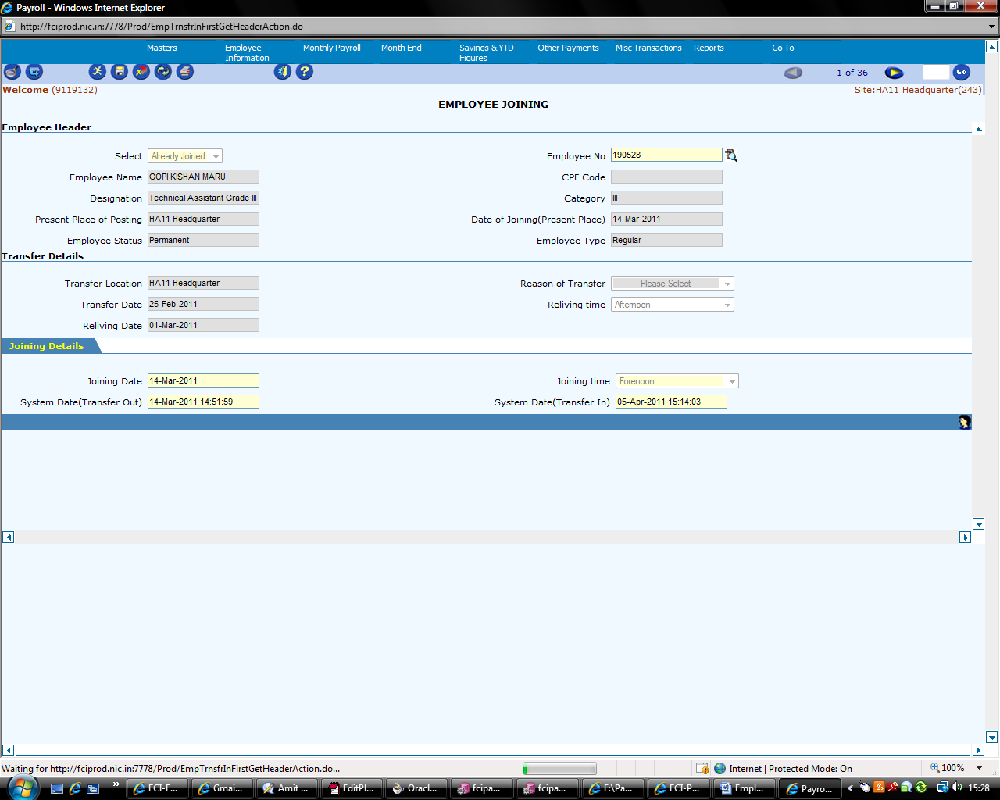 Payroll - Windows Internet Explorer
http://fciprod.nic.in:7778/Prod/EmpTrnsfrInFirstGetHeaderAction.do
Masters Employee Information Monthly Payroll Month End Savings & YTD Figures Other Payments Misc Transactions Reports Go To
1 of 36 Go
Welcome (9119132) Site:HA11 Headquarter(243)
EMPLOYEE JOINING
Employee Header
Select Already Joined Employee No 190528
Employee Name GOPI KISHAN MARU CPF Code
Designation Technical Assistant Grade III Category III
Present Place of Posting HA11 Headquarter Date of Joining(Present Place) 14-Mar-2011
Employee Status Permanent Employee Type Regular
Transfer Details
Transfer Location HA11 Headquarter Reason of Transfer -----------Please Select-----------
Transfer Date 25-Feb-2011 Reliving time Afternoon
Reliving Date 01-Mar-2011
Joining Details
Joining Date 14-Mar-2011 Joining time Forenoon
System Date(Transfer Out) 14-Mar-2011 14:51:59 System Date(Transfer In) 05-Apr-2011 15:14:03
Waiting for http://fciprod.nic.in:7778/Prod/EmpTrnsfrInFirstGetHeaderAction.do... Internet | Protected Mode: On 100%
FCI-F... Gmai... Amit ... EditPl... Oracl... fcipa... fcipa... E:\Pa... FCI-P... Empl... Payro... 15:28